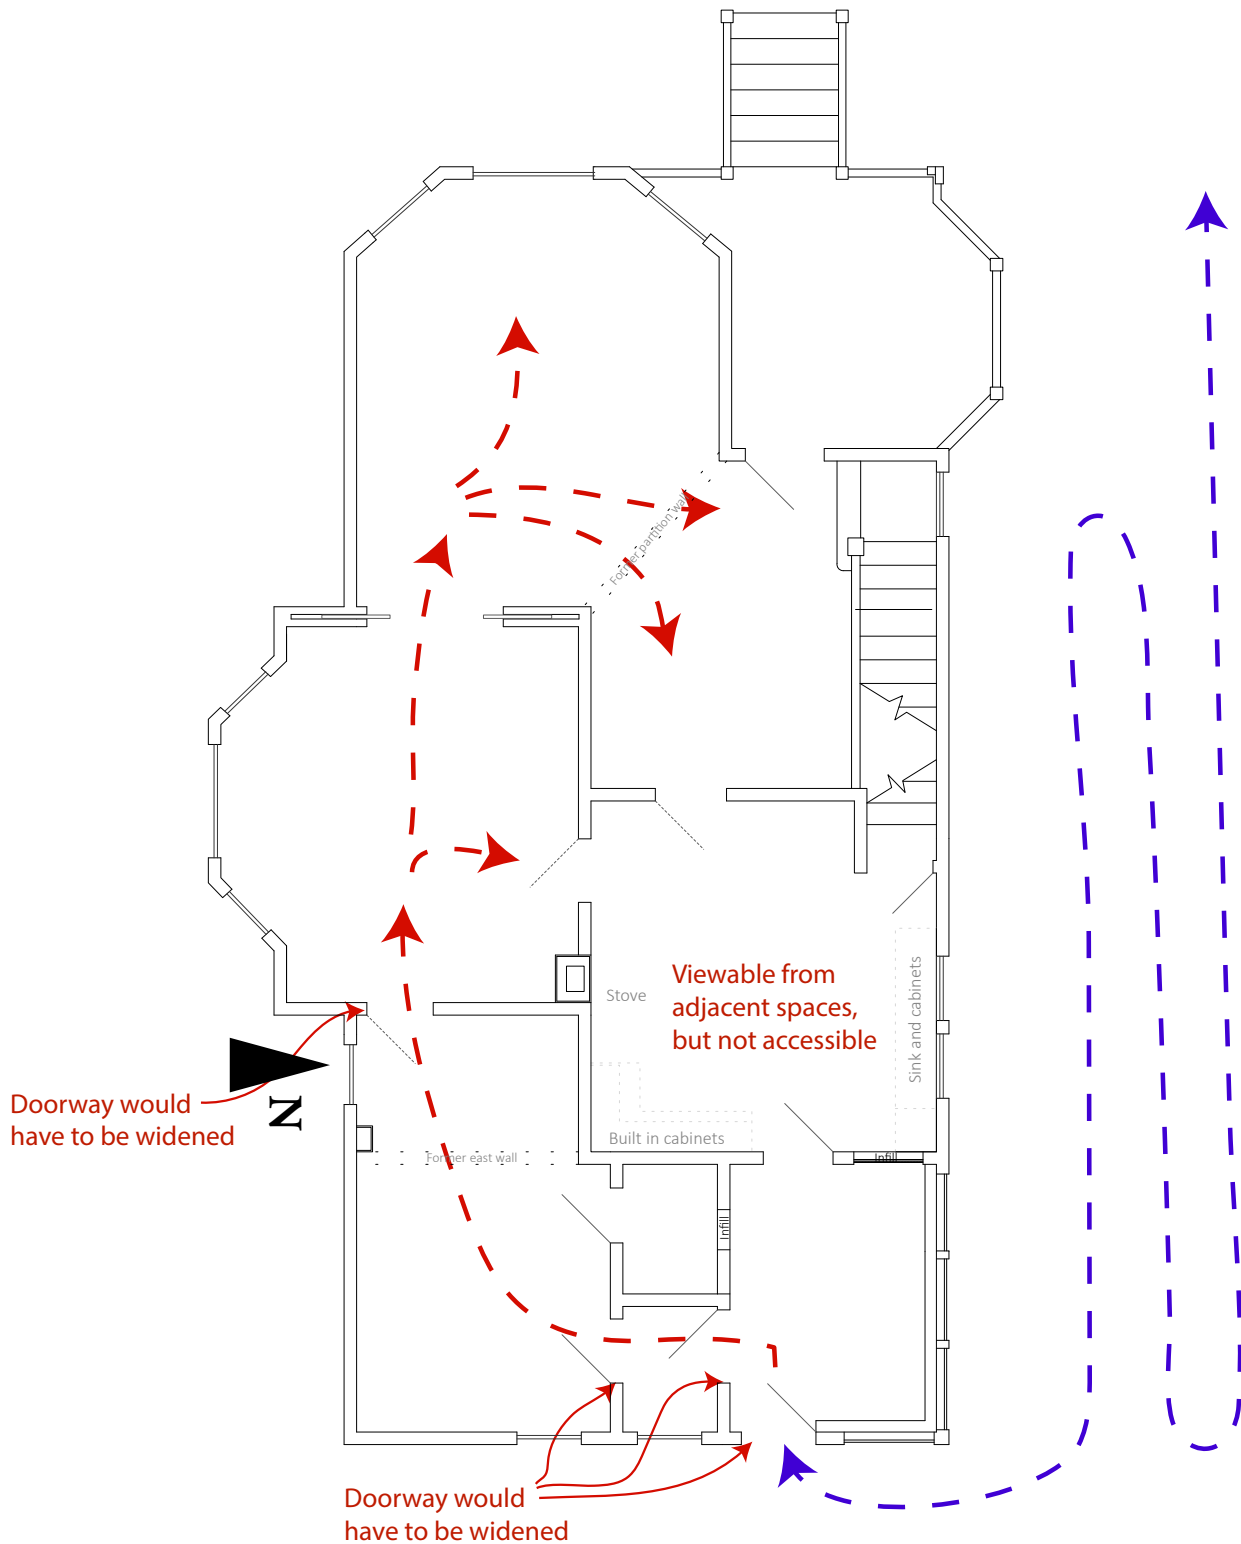 Former partition wall
Viewable from
adjacent spaces,
but not accessible
Stove
Sink and cabinets
Doorway would
have to be widened
N
Built in cabinets
Former east wall
Infill
Infill
Doorway would
have to be widened